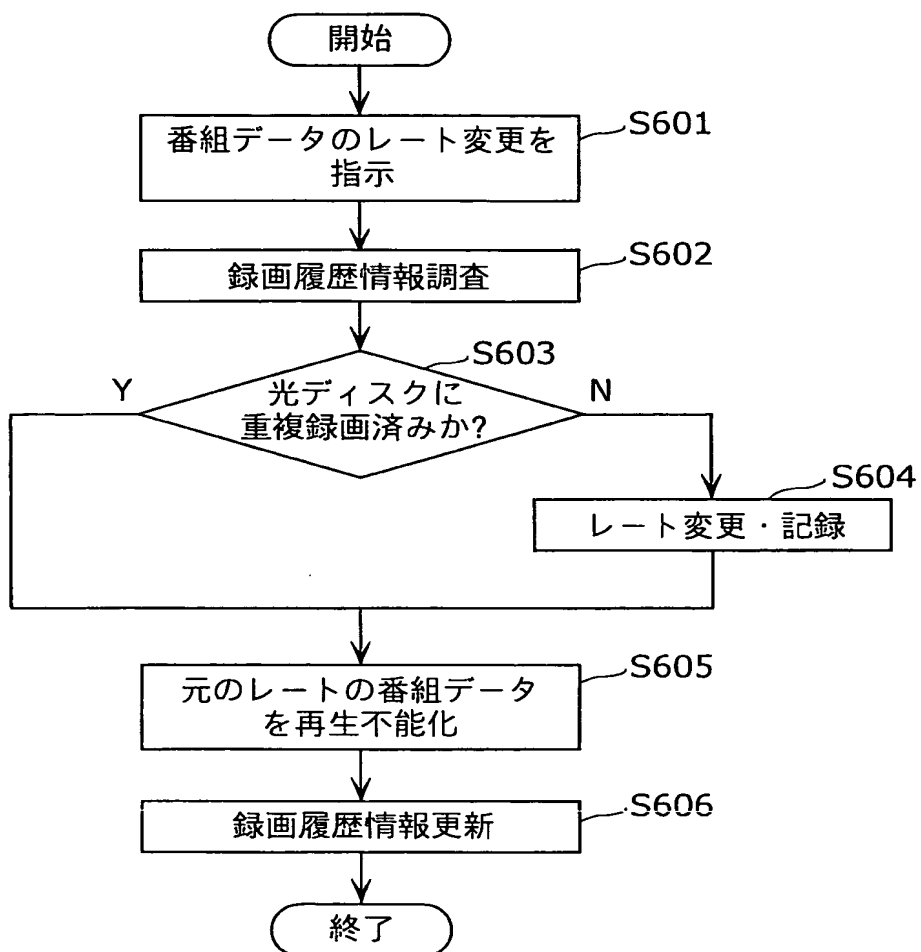 開始
番組データのレート変更を
指示
S601
録画履歴情報調査
S602
S603
光ディスクに
重複録画済みか?
Y
N
S604
レート変更・記録
S605
元のレートの番組データ
を再生不能化
S606
録画履歴情報更新
終了